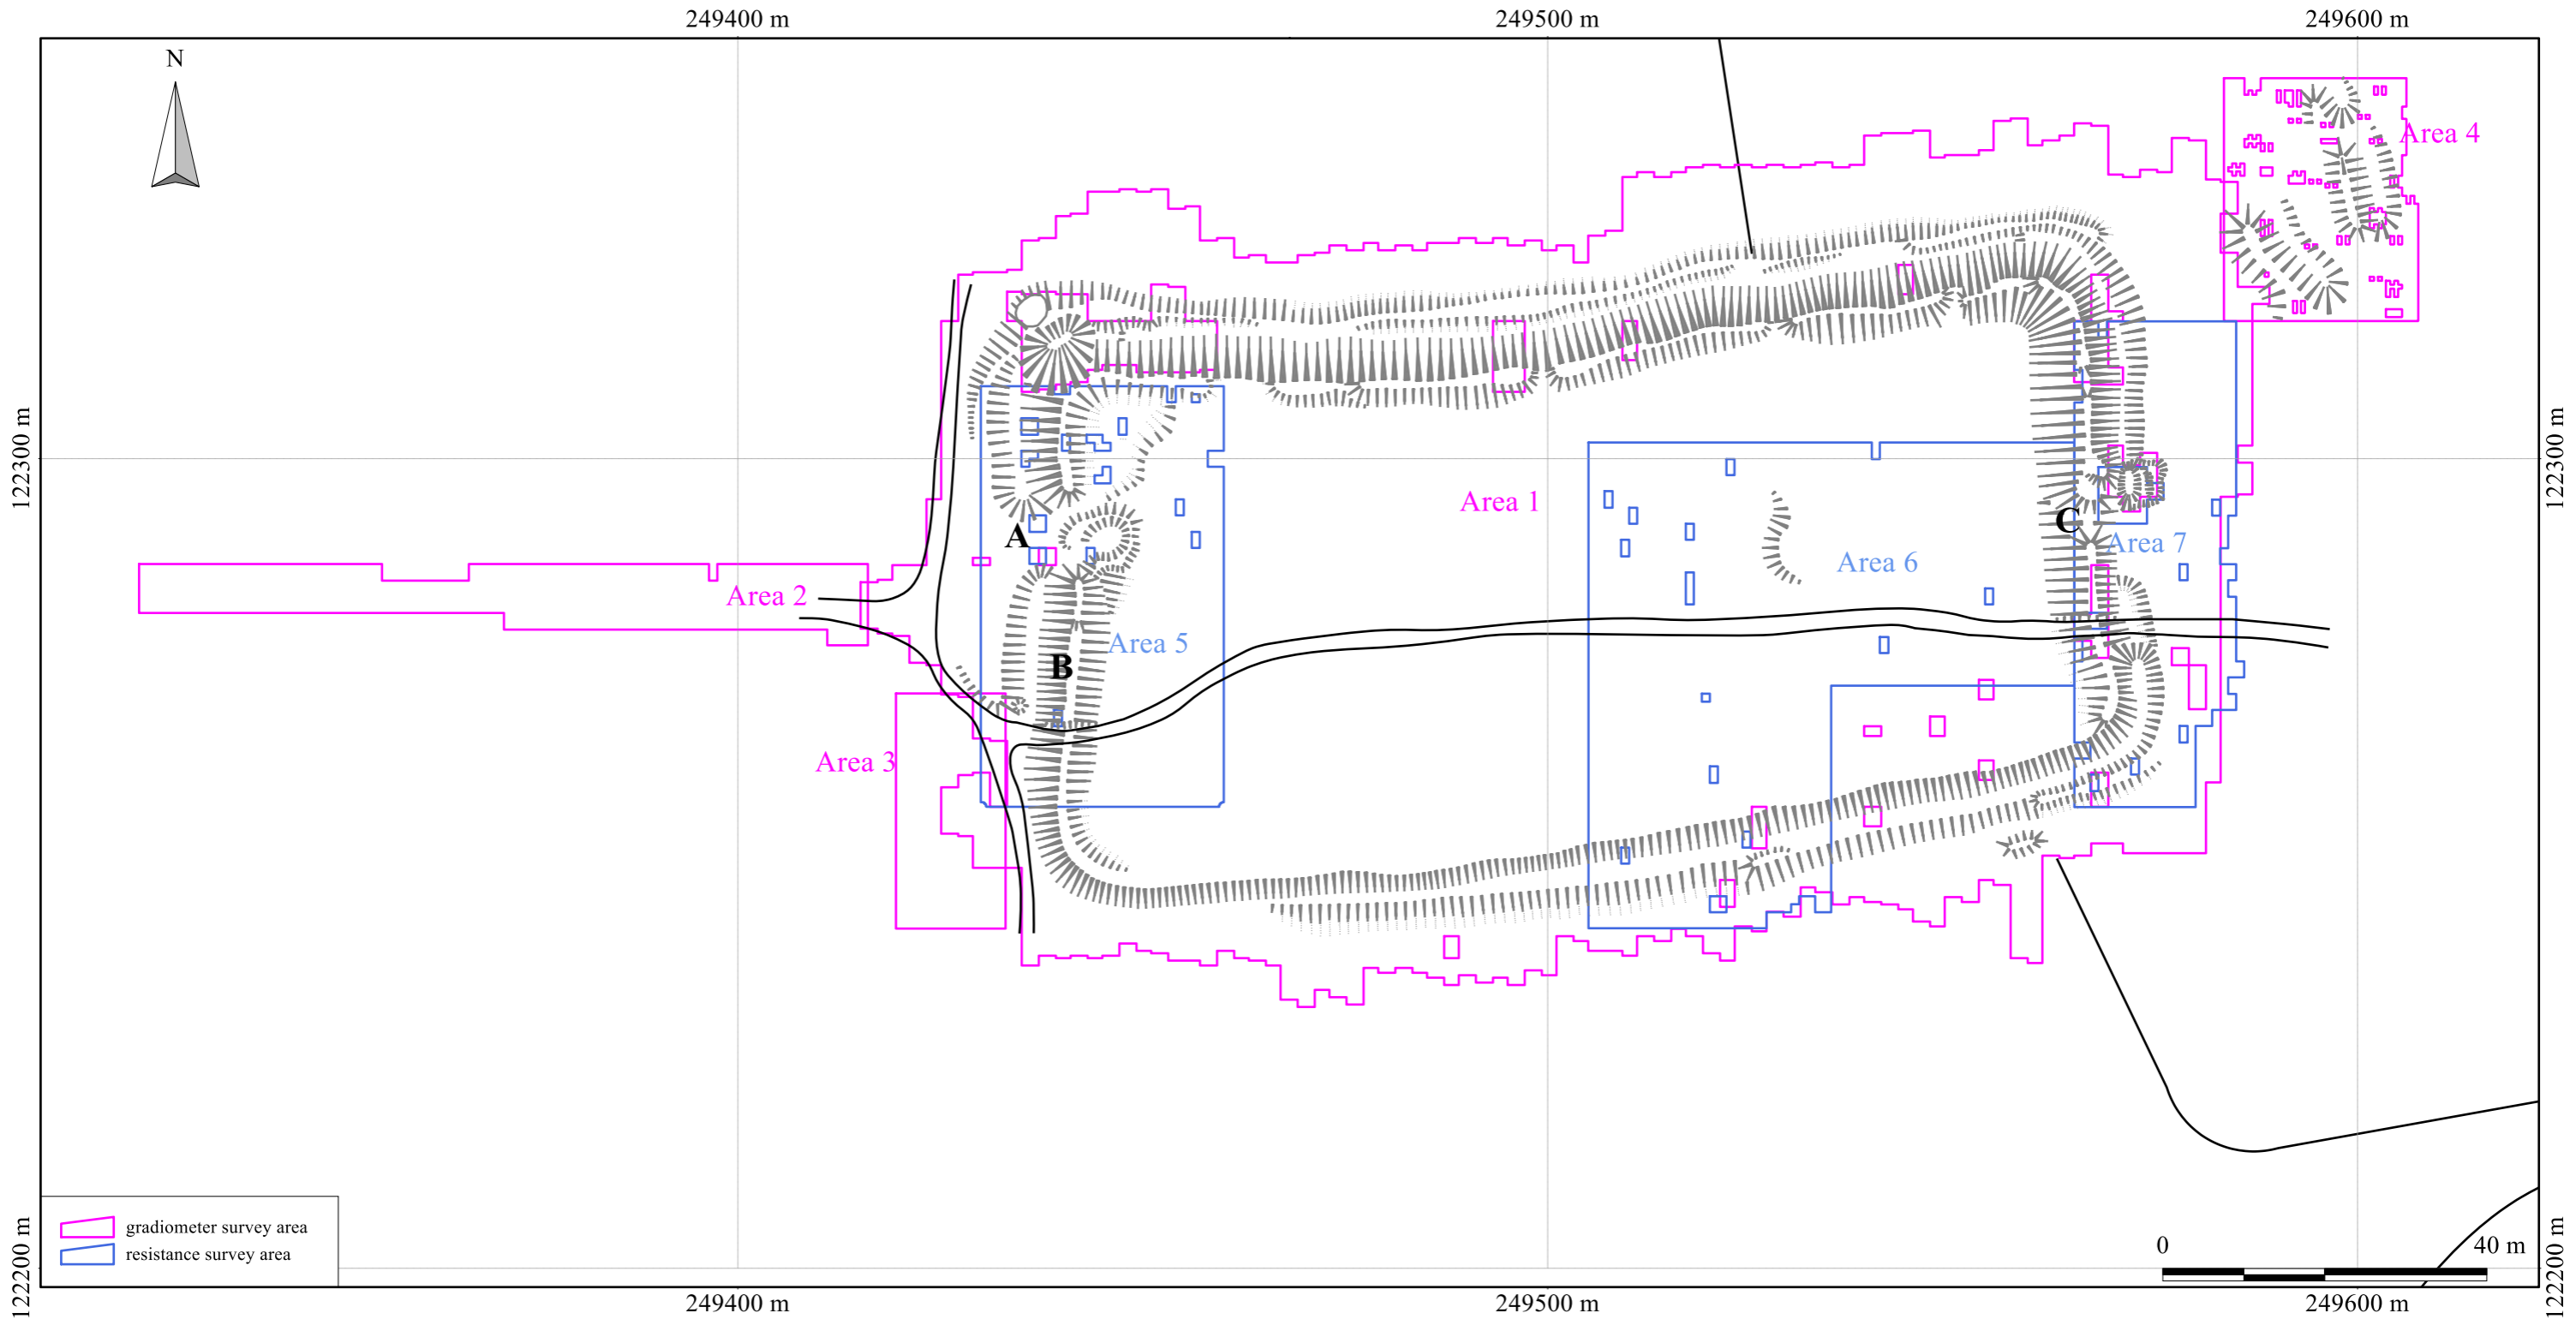 249400 m
249500 m
249600 m
N
Area 4
122300 m
122300 m
Area 1
A
C
Area 7
Area 6
Area 2
Area 5
B
Area 3
gradiometer survey area
resistance survey area
0
40 m
122200 m
122200 m
249400 m
249500 m
249600 m